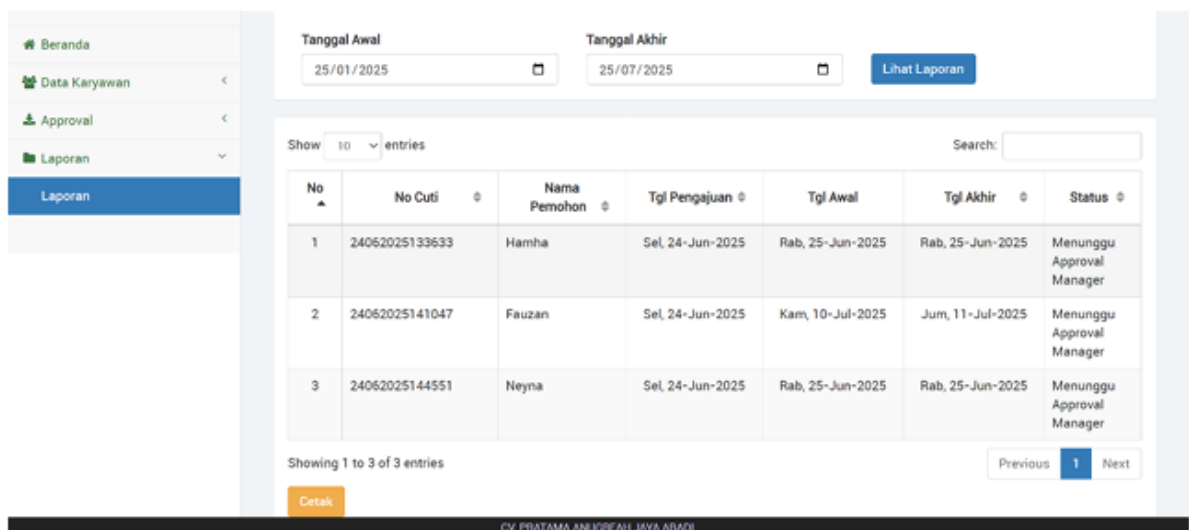 Beranda
Data Karyawan
Approval
Laporan
Laporan
Tanggal Awal Tanggal Akhir
25/01/2025 25/07/2025 Lihat Laporan
Show 10 entries Search:
No No Cuti Nama Pemohon Tgl Pengajuan Tgl Awal Tgl Akhir Status
1 24062025133633 Hamha Sel, 24-Jun-2025 Rab, 25-Jun-2025 Rab, 25-Jun-2025 Menunggu
Approval
Manager
2 24062025141047 Fauzan Sel, 24-Jun-2025 Kam, 10-Jul-2025 Jum, 11-Jul-2025 Menunggu
Approval
Manager
3 24062025144551 Neyna Sel, 24-Jun-2025 Rab, 25-Jun-2025 Rab, 25-Jun-2025 Menunggu
Approval
Manager
Showing 1 to 3 of 3 entries Previous 1 Next
Cetak
CV. PRATAMA JAYA ABADI